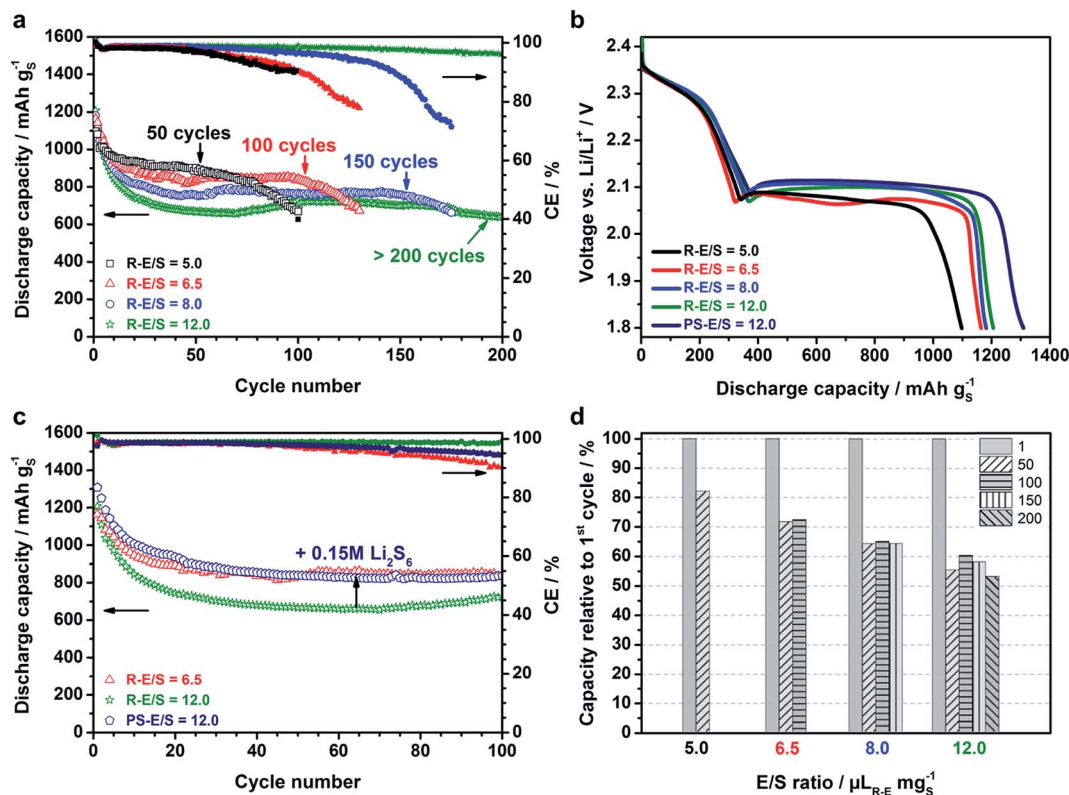 a
1600
1400
1200
1000
800
600
400
200
0
Discharge capacity / mAh g_S^-1
100
80
60
40
20
0
CE / %
50 cycles
100 cycles
150 cycles
> 200 cycles
R-E/S = 5.0
R-E/S = 6.5
R-E/S = 8.0
R-E/S = 12.0
0 50 100 150 200
Cycle number
b
2.4
2.3
2.2
2.1
2.0
1.9
1.8
Voltage vs. Li/Li⁺ / V
R-E/S = 5.0
R-E/S = 6.5
R-E/S = 8.0
R-E/S = 12.0
PS-E/S = 12.0
0 200 400 600 800 1000 1200 1400
Discharge capacity / mAh g_S^-1
c
1600
1400
1200
1000
800
600
400
200
0
Discharge capacity / mAh g_S^-1
100
80
60
40
20
0
CE / %
+ 0.15M Li₂S₆
R-E/S = 6.5
R-E/S = 12.0
PS-E/S = 12.0
0 20 40 60 80 100
Cycle number
d
100
90
80
70
60
50
40
30
20
10
0
Capacity relative to 1st cycle / %
1
50
100
150
200
5.0 6.5 8.0 12.0
E/S ratio / µL_R-E mg_S^-1